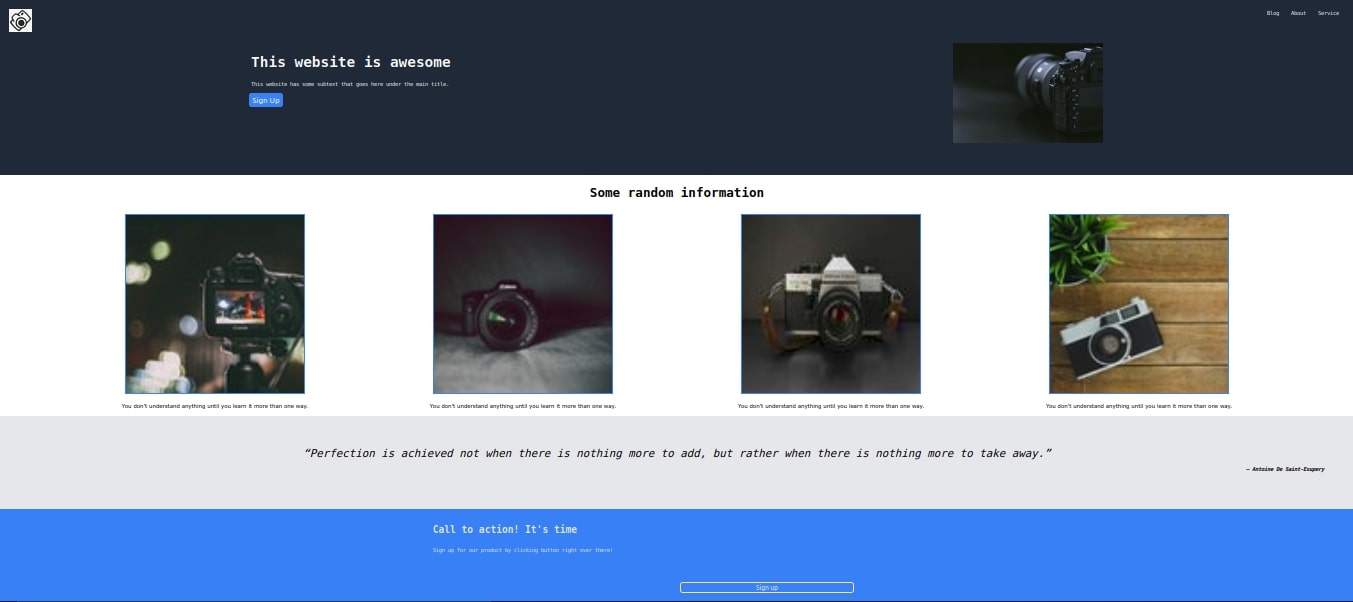 Blog About Service
This website is awesome
This website has some subtext that goes here under the main title.
Sign Up
Some random information
You don't understand anything until you learn it more than one way.
You don't understand anything until you learn it more than one way.
You don't understand anything until you learn it more than one way.
You don't understand anything until you learn it more than one way.
“Perfection is achieved not when there is nothing more to add, but rather when there is nothing more to take away.”
— Antoine De Saint-Exupery
Call to action! It's time
Sign up for our product by clicking button right over there!
Sign up